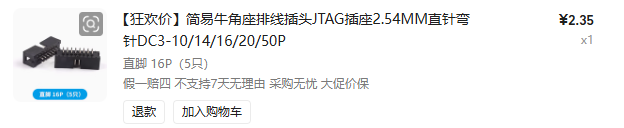 【狂欢价】简易牛角座排线插头JTAG插座2.54MM直针弯
针DC3-10/14/16/20/50P
¥2.35
x1
直脚 16P（5只）
假一赔四 不支持7天无理由 采购无忧 大促价保
直脚 16P（5只）
退款
加入购物车